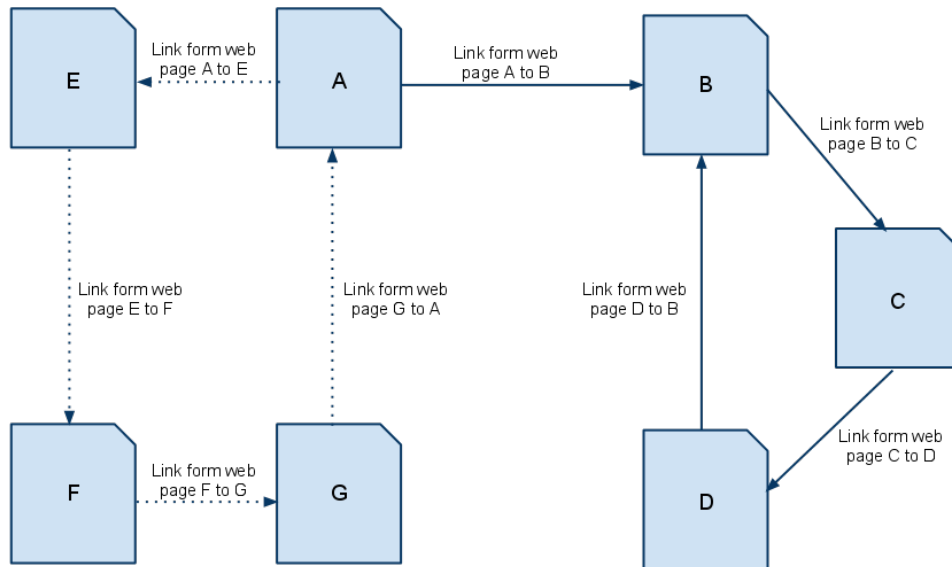 E
Link form web
page A to E
A
Link form web
page A to B
B
Link form web
page B to C
Link form web
page E to F
Link form web
page G to A
Link form web
page D to B
C
F
Link form web
page F to G
G
D
Link form web
page C to D